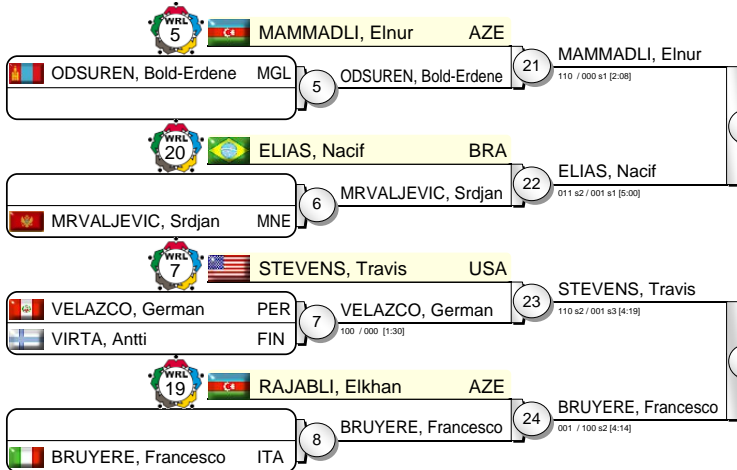 WRL 5 MAMMADLI, Elnur AZE
ODSUREN, Bold-Erdene MGL
5
ODSUREN, Bold-Erdene
21
MAMMADLI, Elnur
110 / 000 s1 [2:08]
WRL 20 ELIAS, Nacif BRA
6
MRVALJEVIC, Srdjan
MRVALJEVIC, Srdjan MNE
22
ELIAS, Nacif
011 s2 / 001 s1 [5:00]
WRL 7 STEVENS, Travis USA
VELAZCO, German PER
VIRTA, Antti FIN
7
VELAZCO, German
100 / 000 [1:30]
23
STEVENS, Travis
110 s2 / 001 s3 [4:19]
WRL 19 RAJABLI, Elkhan AZE
8
BRUYERE, Francesco
BRUYERE, Francesco ITA
24
BRUYERE, Francesco
001 / 100 s2 [4:14]